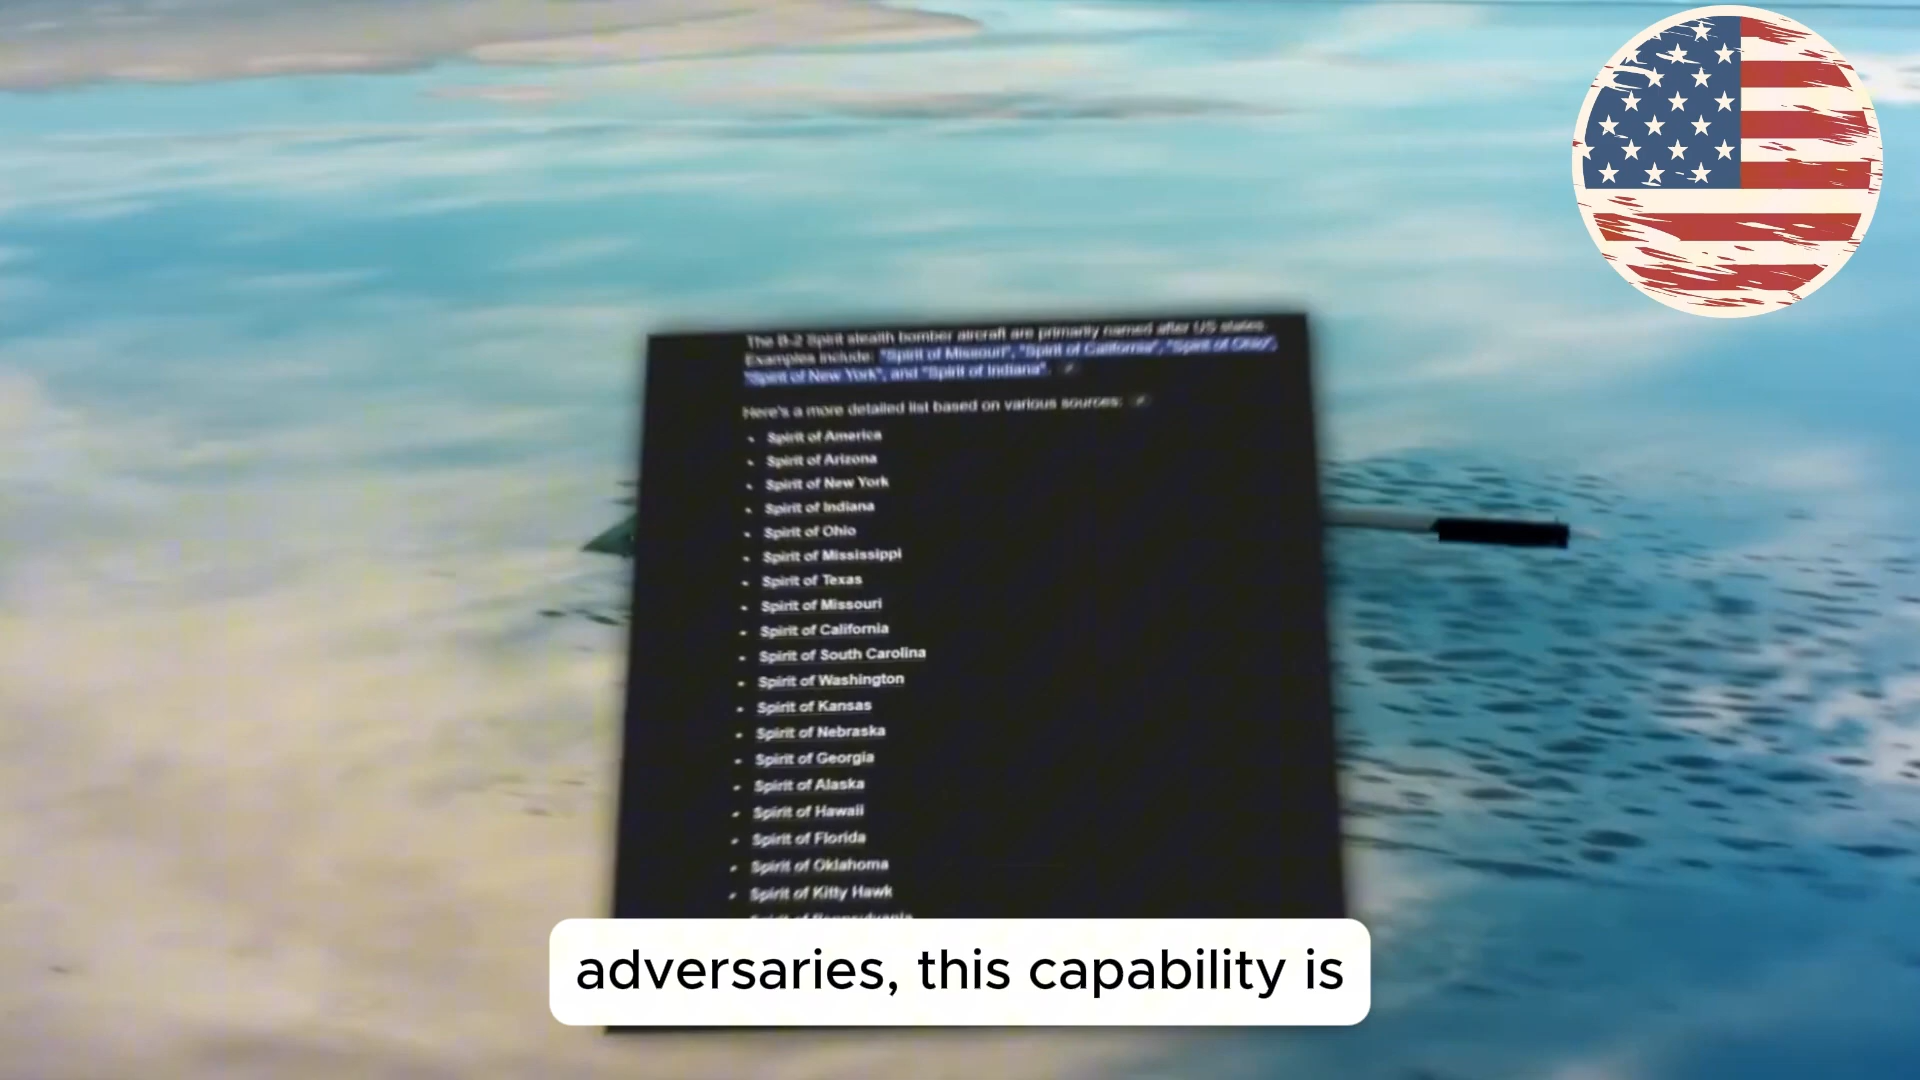 The B-2 Spirit stealth bomber aircraft are primarily named after US states.
Examples include: "Spirit of Missouri", "Spirit of California", "Spirit of Ohio",
"Spirit of New York", and "Spirit of Indiana".
Here's a more detailed list based on various sources:
• Spirit of America
• Spirit of Arizona
• Spirit of New York
• Spirit of Indiana
• Spirit of Ohio
• Spirit of Mississippi
• Spirit of Texas
• Spirit of Missouri
• Spirit of California
• Spirit of South Carolina
• Spirit of Washington
• Spirit of Kansas
• Spirit of Nebraska
• Spirit of Georgia
• Spirit of Alaska
• Spirit of Hawaii
• Spirit of Florida
• Spirit of Oklahoma
• Spirit of Kitty Hawk
Spirit of Pennsylvania
adversaries, this capability is